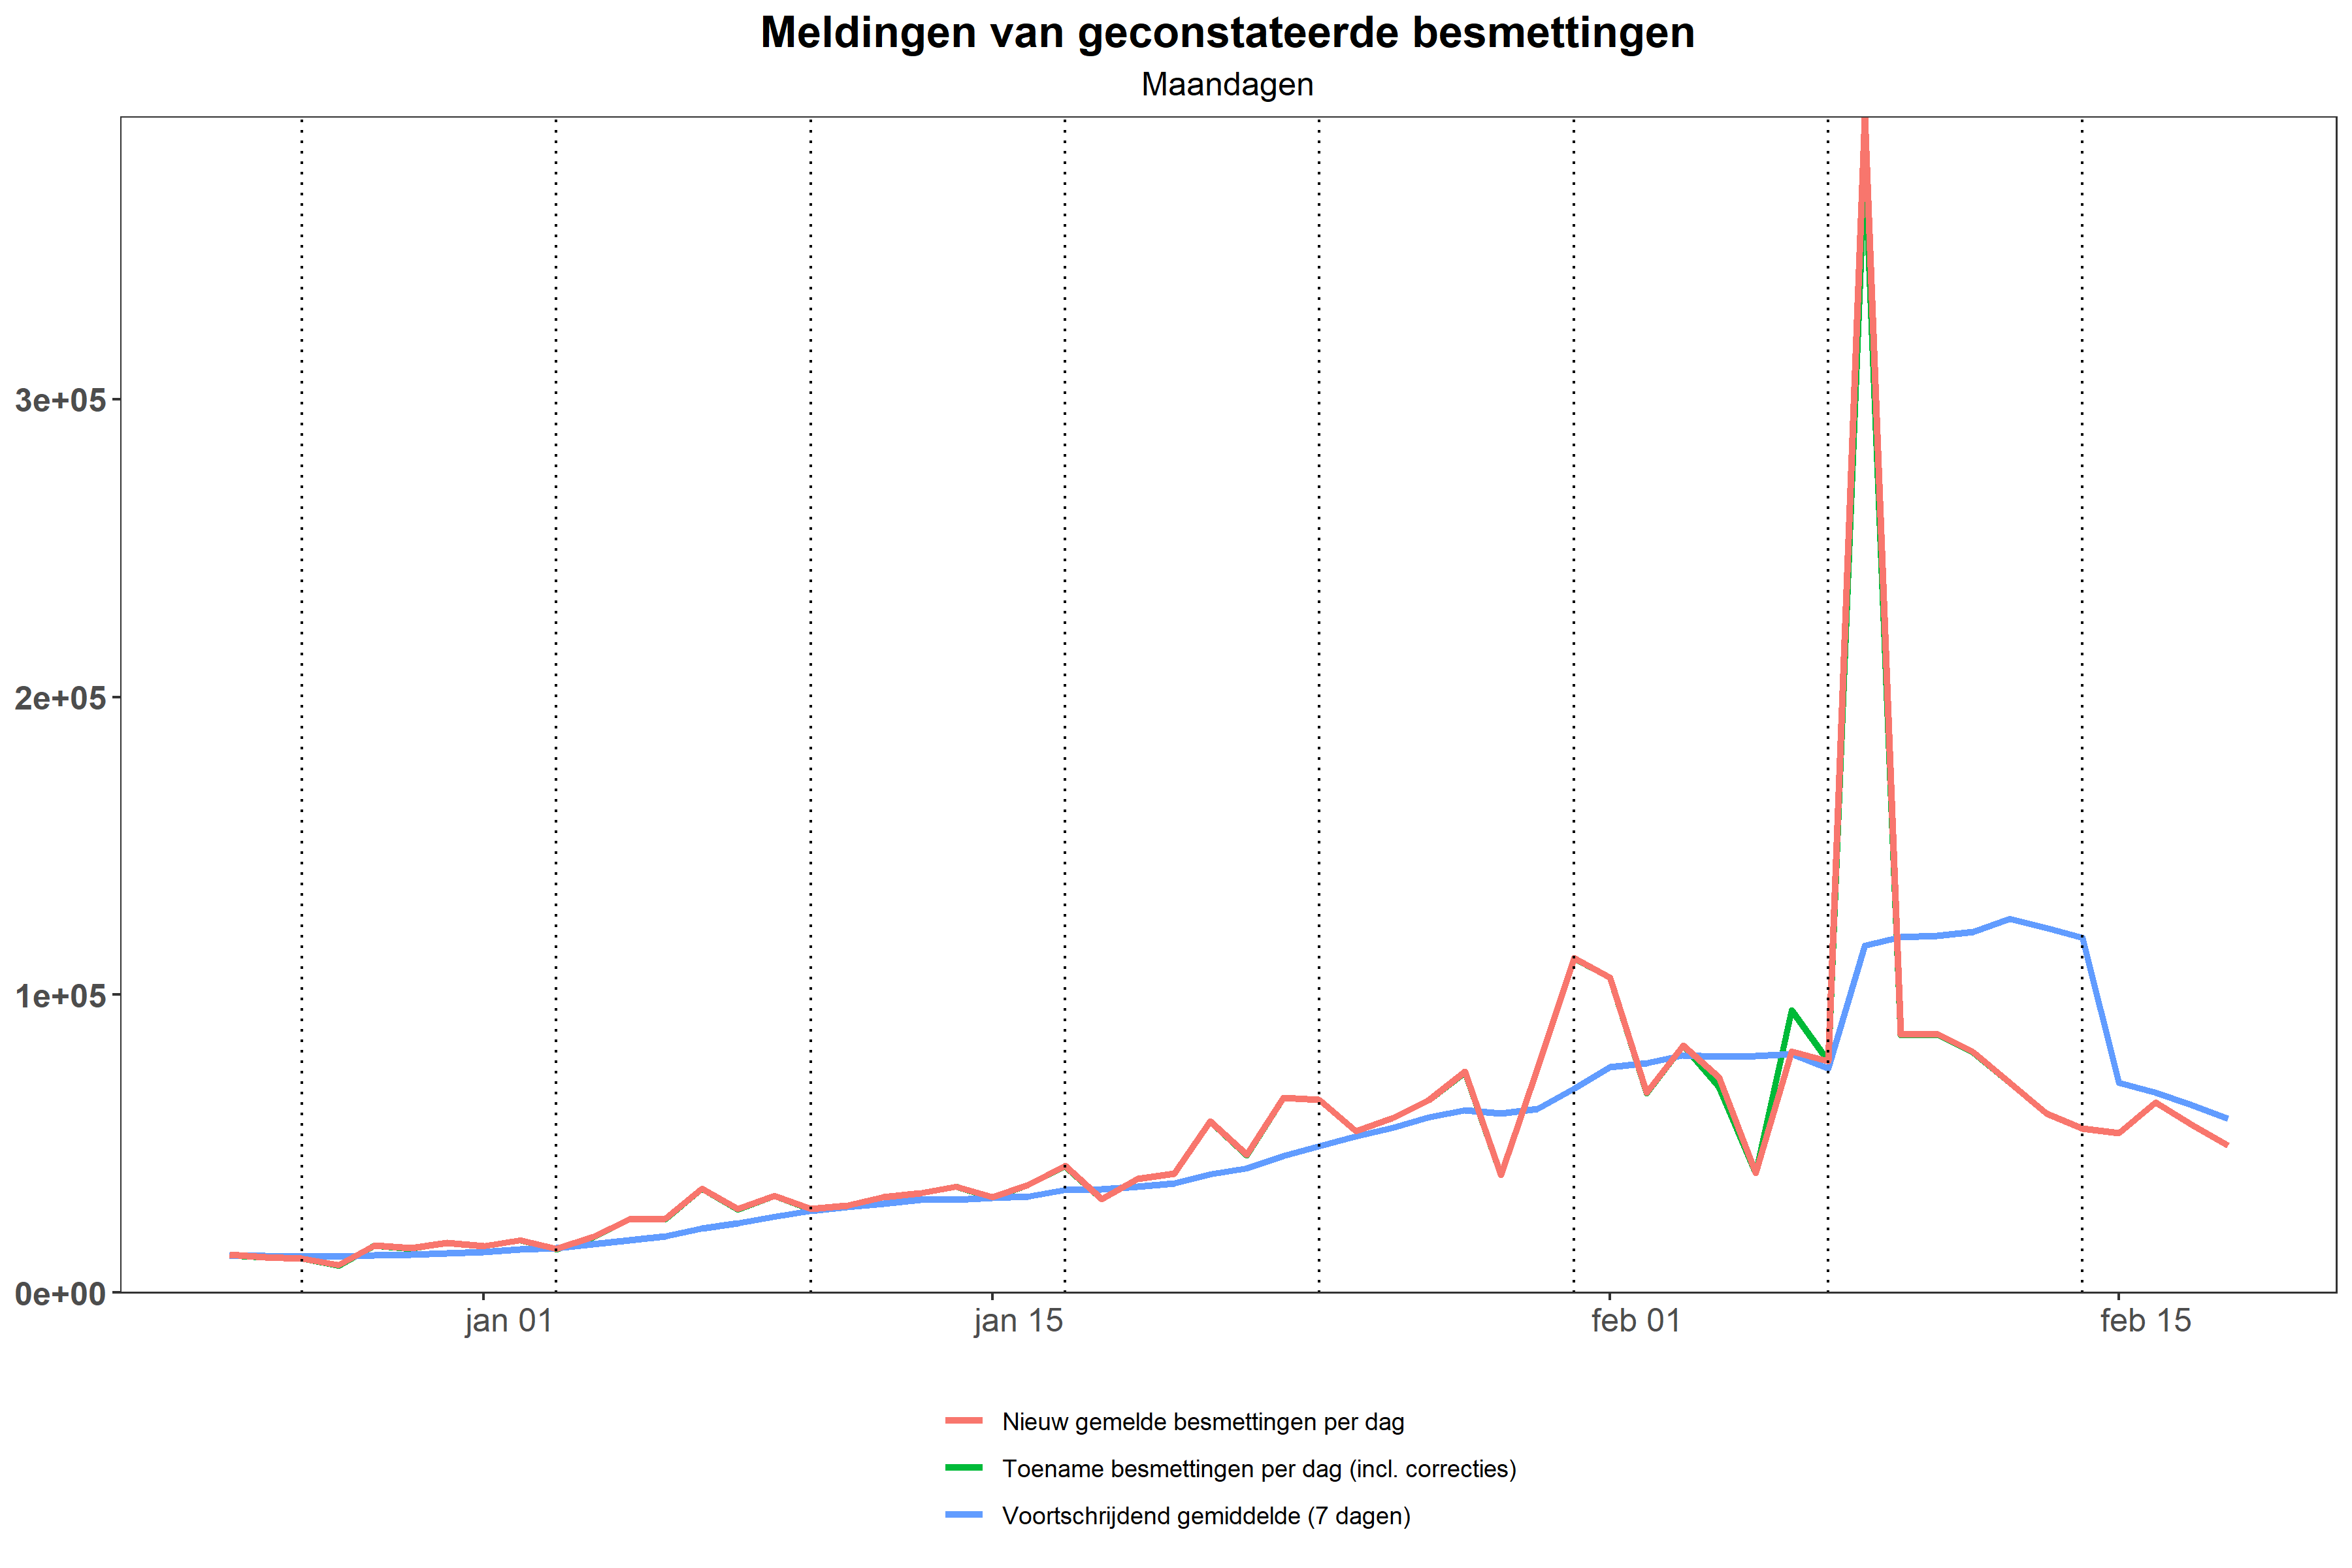 Meldingen van geconstateerde besmettingen
Maandagen
3e+05
2e+05
1e+05
0e+00
jan 01 jan 15 feb 01 feb 15
Nieuw gemelde besmettingen per dag
Toename besmettingen per dag (incl. correcties)
Voortschrijdend gemiddelde (7 dagen)